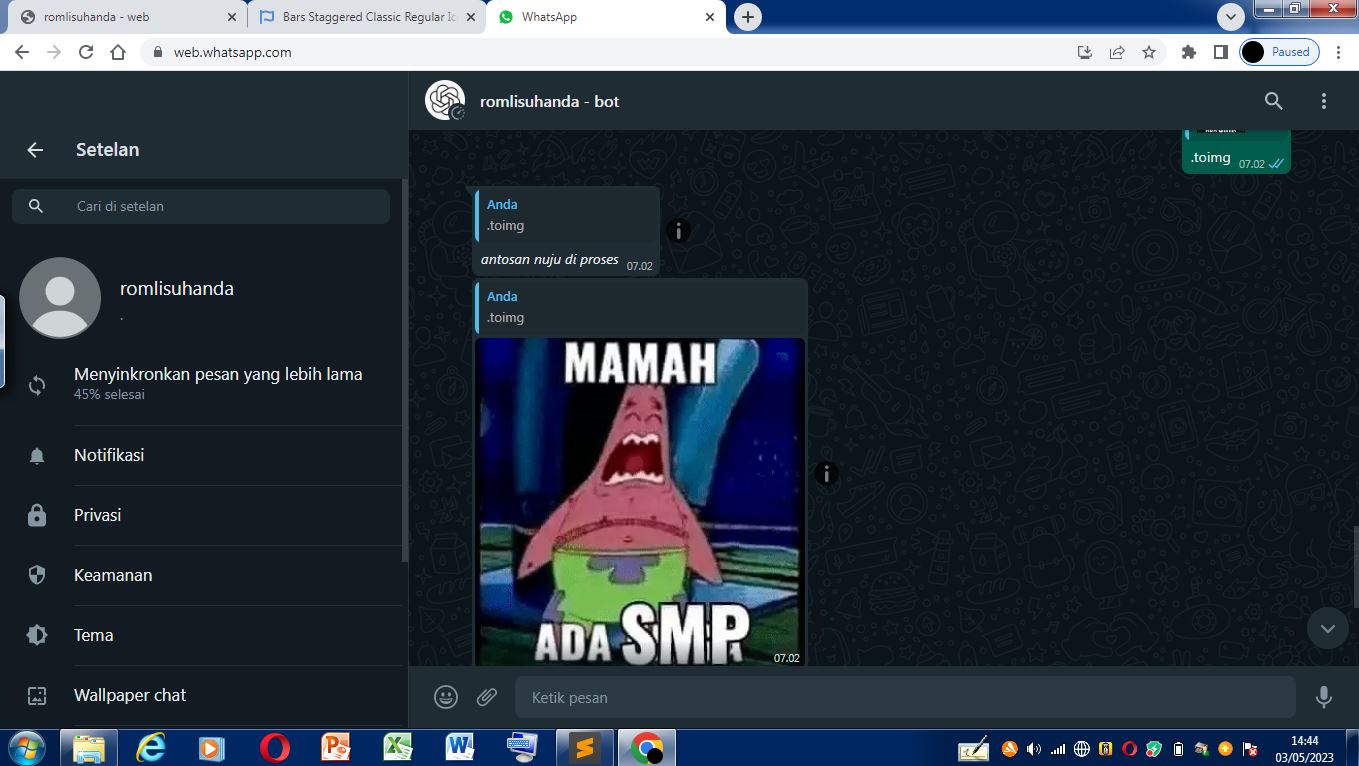 romlisuhanda - web
Bars Staggered Classic Regular Ic
WhatsApp
web.whatsapp.com
Paused
Setelan
Cari di setelan
romlisuhanda
.
Menyinkronkan pesan yang lebih lama
45% selesai
Notifikasi
Privasi
Keamanan
Tema
Wallpaper chat
romlisuhanda - bot
.toimg
07.02
Anda
.toimg
antosan nuju di proses
07.02
Anda
.toimg
MAMAH
ADA SMP
07.02
Ketik pesan
14:44
03/05/2023